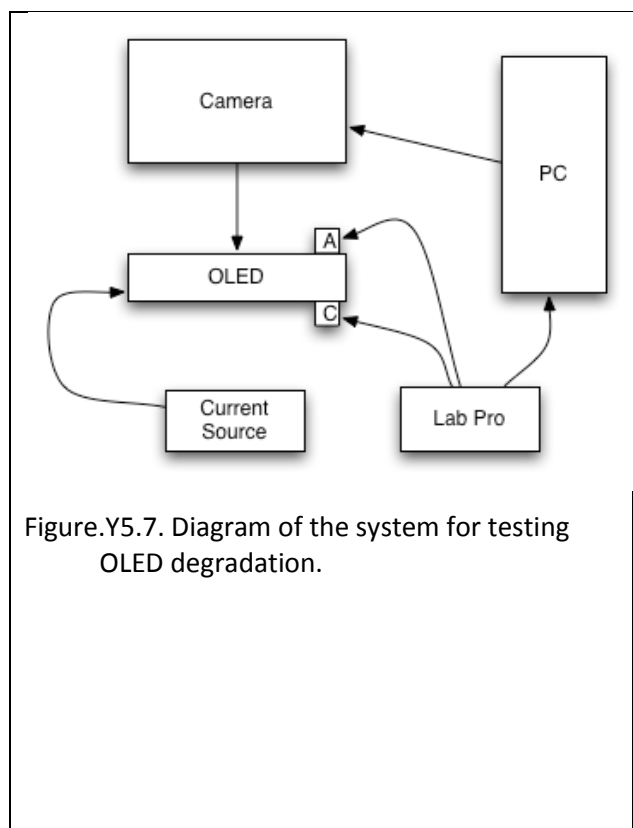 Camera
PC
A
OLED
C
Current
Source
Lab Pro
Figure.Y5.7. Diagram of the system for testing
OLED degradation.